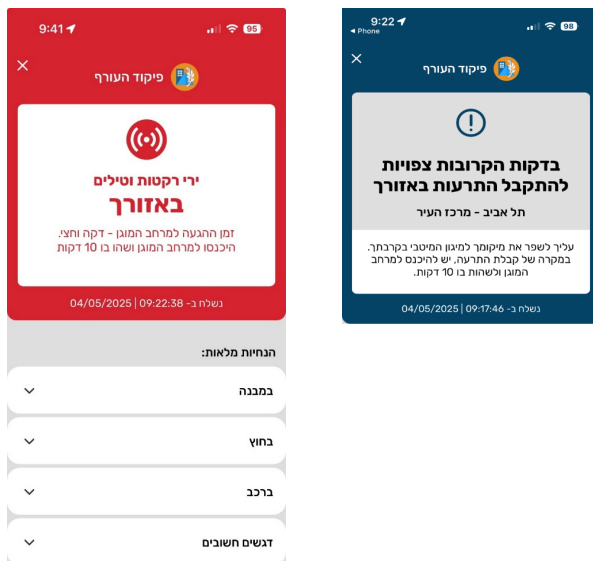 9:41
95
פיקוד העורף
ירי רקטות וטילים
באזורך
זמן ההגעה למרחב המוגן - דקה וחצי.
היכנסו למרחב המוגן ושהו בו 10 דקות
נשלח ב- 09:22:38 | 04/05/2025
הנחיות מלאות:
במבנה
בחוץ
ברכב
דגשים חשובים
9:22
◂ Phone
98
פיקוד העורף
בדקות הקרובות צפויות
להתקבל התרעות באזורך
תל אביב - מרכז העיר
עליך לשפר את מיקומך למיגון המיטבי בקרבתך.
במקרה של קבלת התרעה, יש להיכנס למרחב
המוגן ולשהות בו 10 דקות.
נשלח ב- 09:17:46 | 04/05/2025